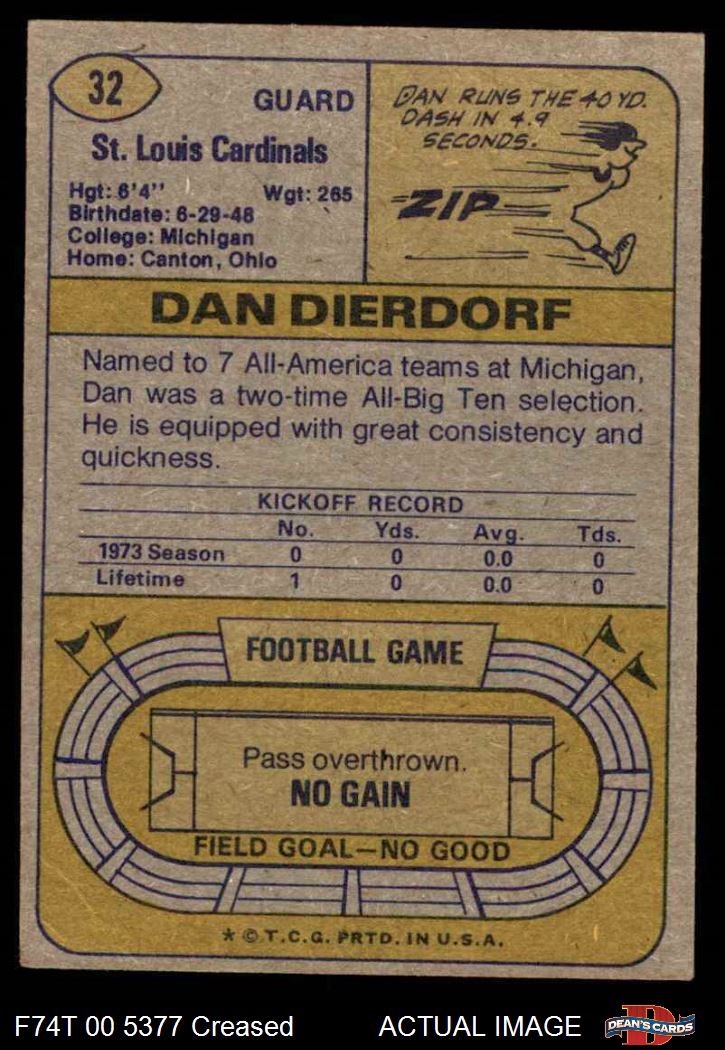 32
GUARD
St. Louis Cardinals
Hgt: 6'4" Wgt: 265
Birthdate: 6-29-48
College: Michigan
Home: Canton, Ohio
DAN RUNS THE 40 YD.
DASH IN 4.9
SECONDS.
ZIP
DAN DIERDORF
Named to 7 All-America teams at Michigan,
Dan was a two-time All-Big Ten selection.
He is equipped with great consistency and
quickness.
KICKOFF RECORD
No. Yds. Avg. Tds.
1973 Season 0 0 0.0 0
Lifetime 1 0 0.0 0
FOOTBALL GAME
Pass overthrown.
NO GAIN
FIELD GOAL—NO GOOD
* © T.C.G. PRTD. IN U.S.A.
F74T 00 5377 Creased ACTUAL IMAGE
D
DEAN'S CARDS